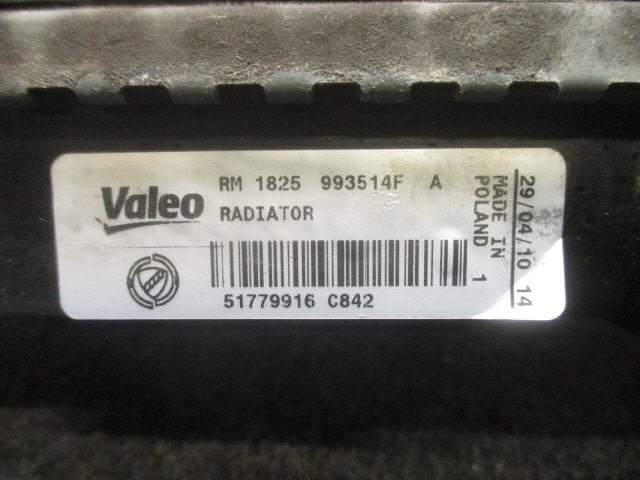 Valeo
RM 1825 993514F A
RADIATOR
51779916 C842
MADE IN
POLAND 1
29/04/10 14